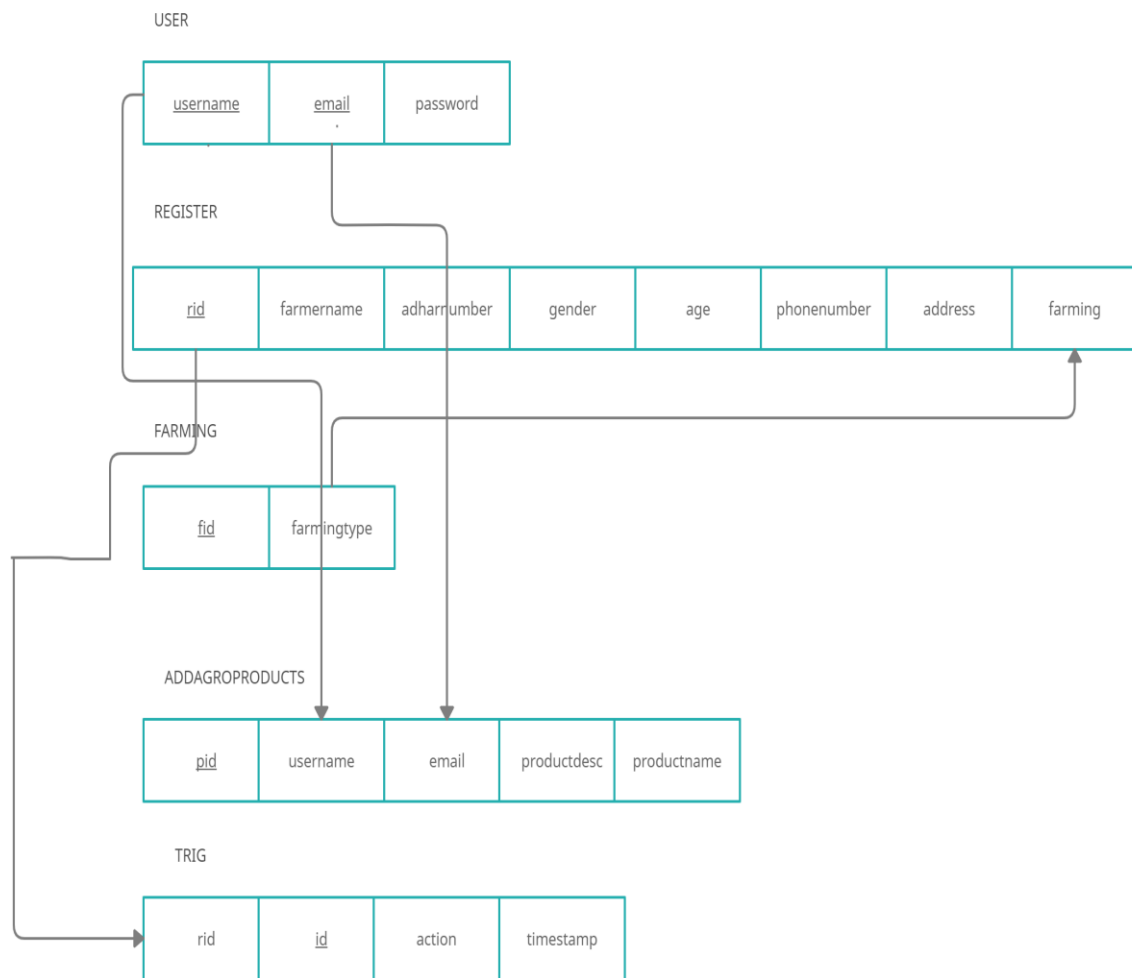 USER
username email password
REGISTER
rid farmername adharnumber gender age phonenumber address farming
FARMING
fid farmingtype
ADDAGROPRODUCTS
pid username email productdesc productname
TRIG
rid id action timestamp